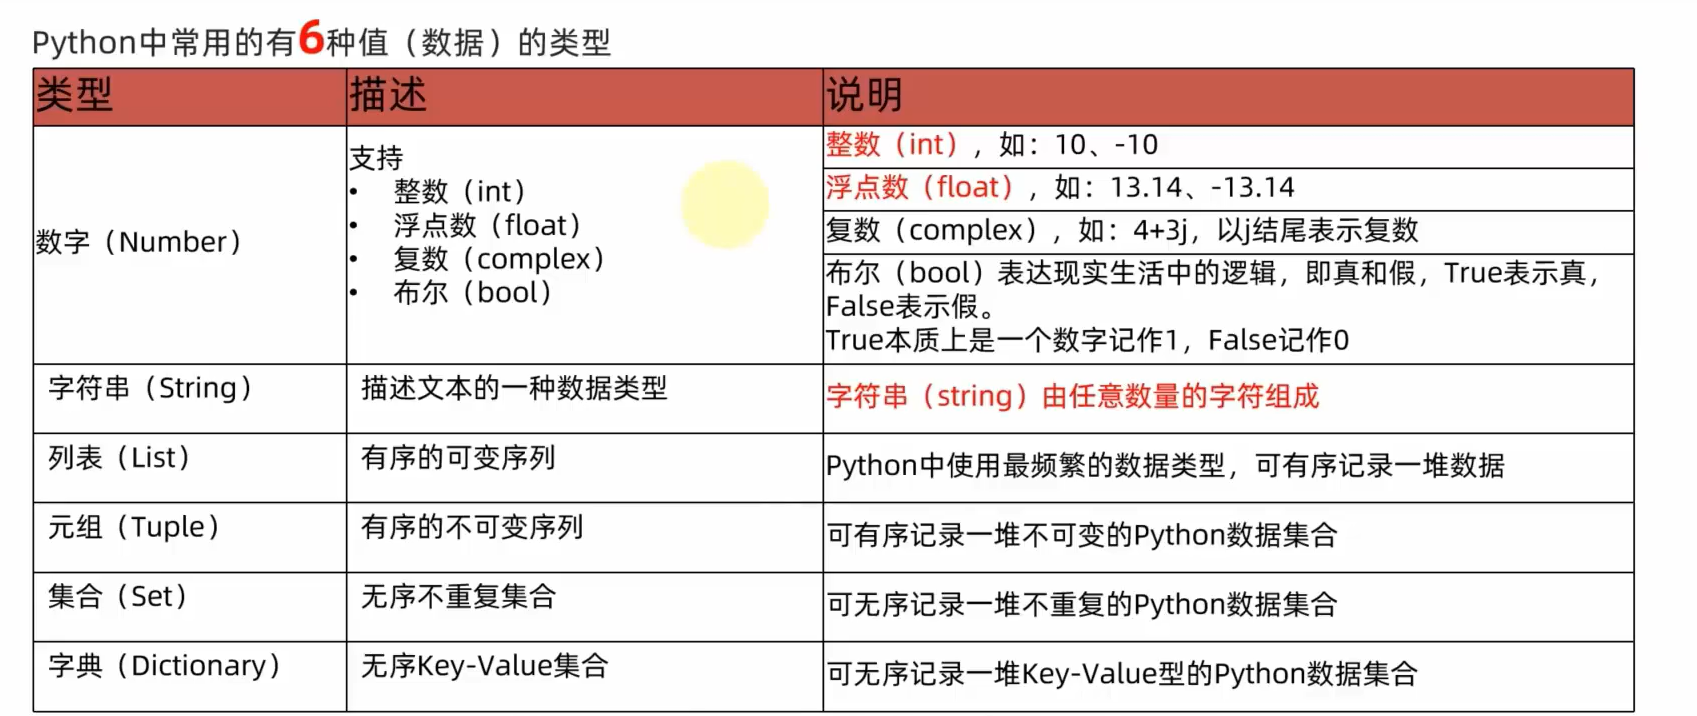 Python中常用的有6种值（数据）的类型
类型
描述
说明
数字（Number）
支持
• 整数（int）
• 浮点数（float）
• 复数（complex）
• 布尔（bool）
整数（int），如：10、-10
浮点数（float），如：13.14、-13.14
复数（complex），如：4+3j，以j结尾表示复数
布尔（bool）表达现实生活中的逻辑，即真和假，True表示真，
False表示假。
True本质上是一个数字记作1，False记作0
字符串（String）
描述文本的一种数据类型
字符串（string）由任意数量的字符组成
列表（List）
有序的可变序列
Python中使用最频繁的数据类型，可有序记录一堆数据
元组（Tuple）
有序的不可变序列
可有序记录一堆不可变的Python数据集合
集合（Set）
无序不重复集合
可无序记录一堆不重复的Python数据集合
字典（Dictionary）
无序Key-Value集合
可无序记录一堆Key-Value型的Python数据集合